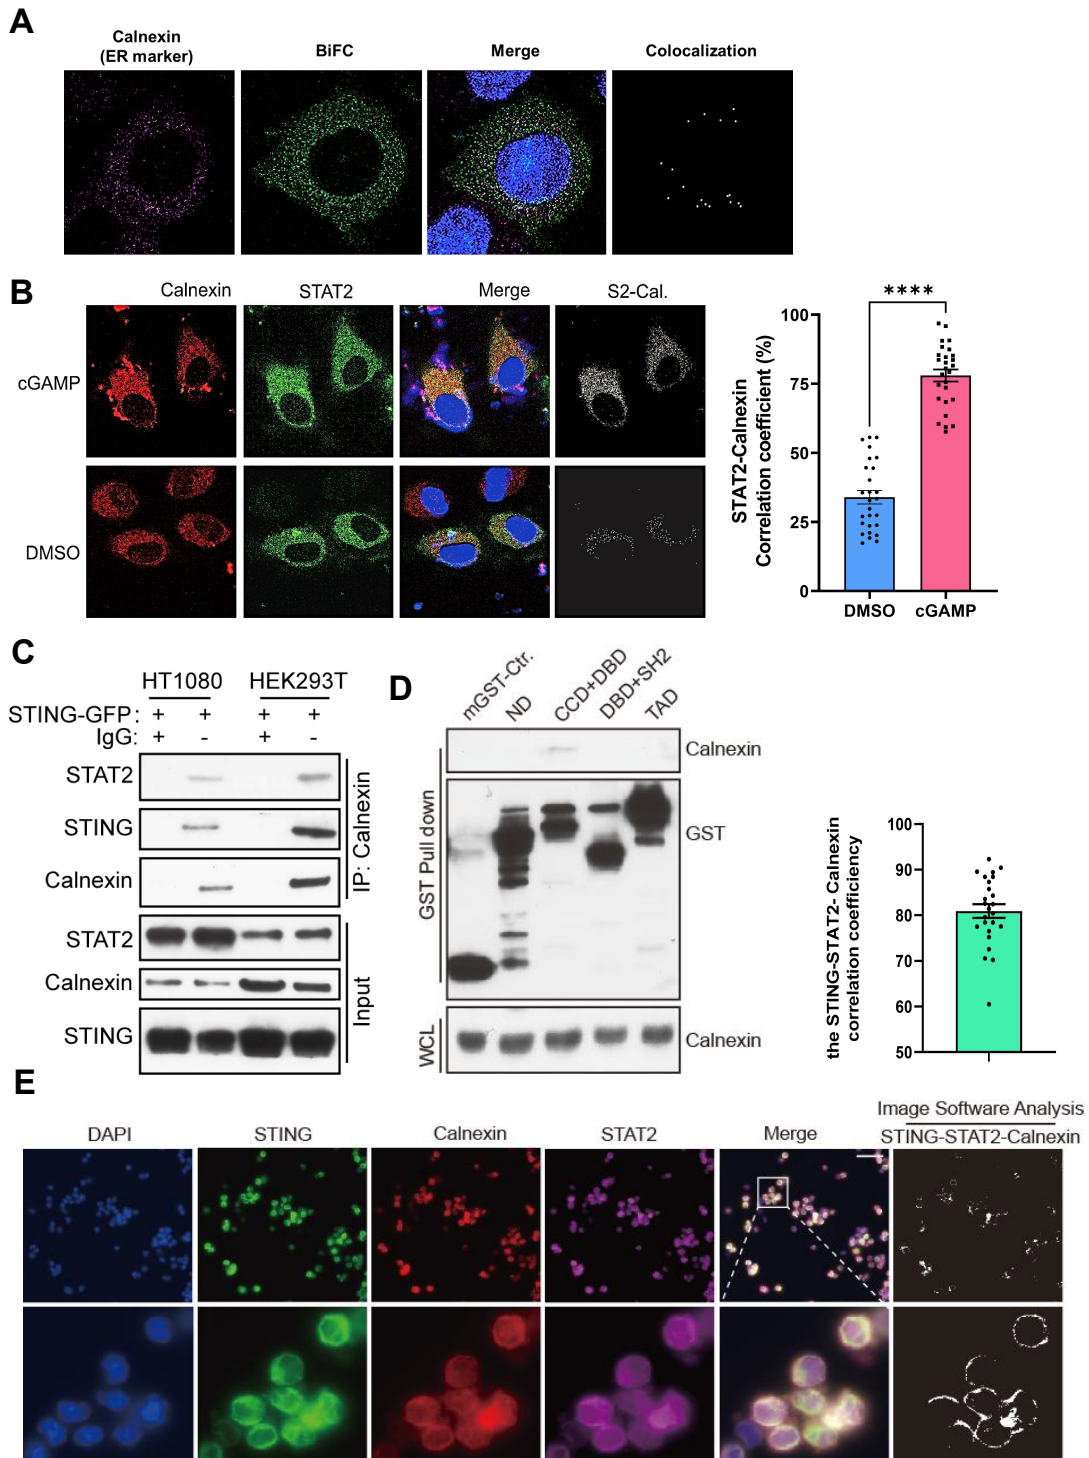 A
Calnexin
(ER marker)
BiFC
Merge
Colocalization
B
Calnexin
STAT2
Merge
S2-Cal.
cGAMP
DMSO
****
STAT2-Calnexin
Correlation coefficient (%)
100
75
50
25
0
DMSO
cGAMP
C
HT1080
HEK293T
STING-GFP: + + + +
IgG: + - + -
STAT2
STING
Calnexin
IP: Calnexin
STAT2
Calnexin
STING
Input
D
mGST-Ctr.
ND
CCD+DBD
DBD+SH2
TAD
Calnexin
GST
GST Pull down
WCL
Calnexin
the STING-STAT2- Calnexin
correlation coefficiency
100
90
80
70
60
50
E
DAPI
STING
Calnexin
STAT2
Merge
Image Software Analysis
STING-STAT2-Calnexin